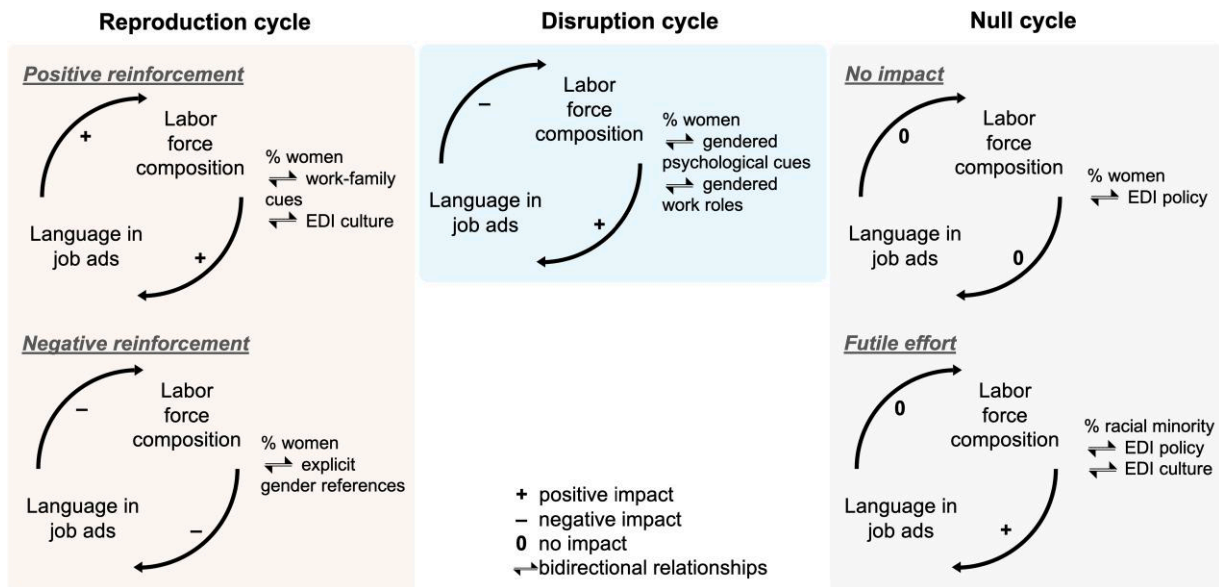 Reproduction cycle
Positive reinforcement
+
Labor
force
composition
Language in
job ads
+
% women
⇌ work-family
cues
⇌ EDI culture
Negative reinforcement
–
Labor
force
composition
Language in
job ads
–
% women
⇌ explicit
gender references
Disruption cycle
–
Labor
force
composition
Language in
job ads
+
% women
⇌ gendered
psychological cues
⇌ gendered
work roles
+ positive impact
– negative impact
0 no impact
⇌ bidirectional relationships
Null cycle
No impact
0
Labor
force
composition
Language in
job ads
0
% women
⇌ EDI policy
Futile effort
0
Labor
force
composition
Language in
job ads
+
% racial minority
⇌ EDI policy
⇌ EDI culture